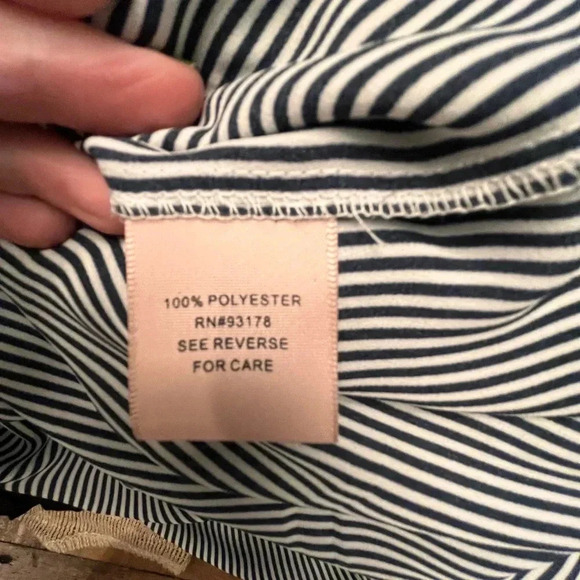 100% POLYESTER
RN#93178
SEE REVERSE
FOR CARE